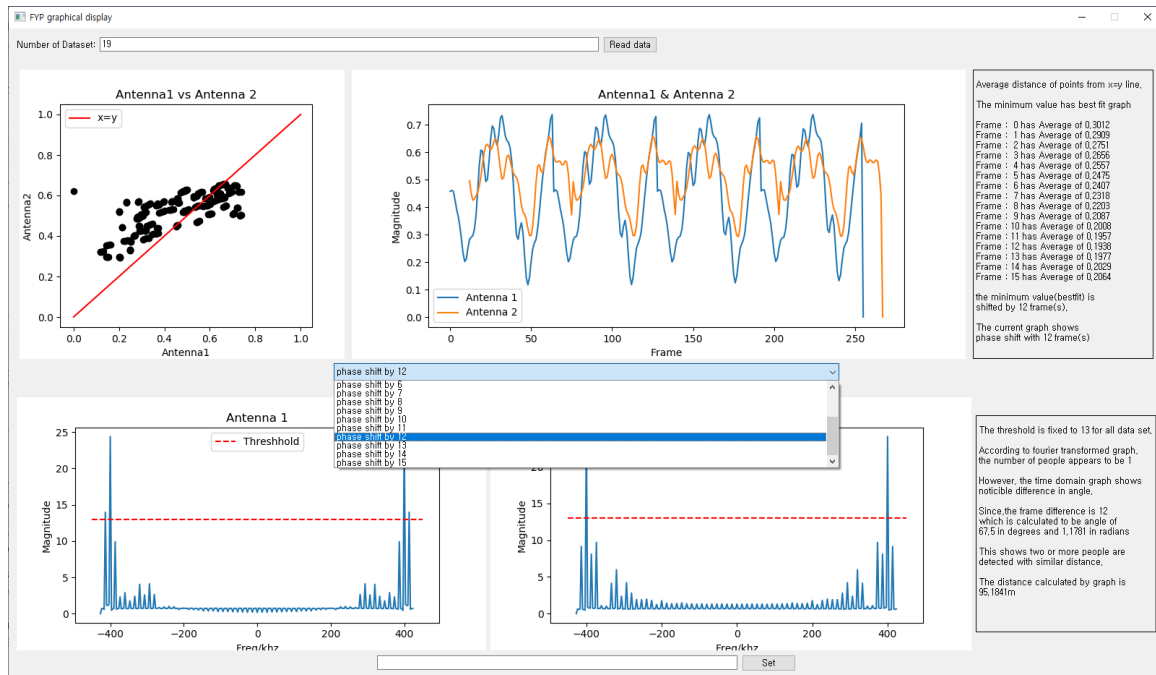 FYP graphical display
Number of Dataset: 19 Read data
Antenna1 vs Antenna 2
x=y
1.0
0.8
0.6
0.4
0.2
0.0
Antenna2
0.0 0.2 0.4 0.6 0.8 1.0
Antenna1
Antenna1 & Antenna 2
0.7
0.6
0.5
0.4
0.3
0.2
0.1
0.0
Magnitude
Antenna 1
Antenna 2
0 50 100 150 200 250
Frame
Average distance of points from x=y line,
The minimum value has best fit graph
Frame : 0 has Average of 0,3012
Frame : 1 has Average of 0,2909
Frame : 2 has Average of 0,2751
Frame : 3 has Average of 0,2656
Frame : 4 has Average of 0,2557
Frame : 5 has Average of 0,2475
Frame : 6 has Average of 0,2407
Frame : 7 has Average of 0,2318
Frame : 8 has Average of 0,2203
Frame : 9 has Average of 0,2087
Frame : 10 has Average of 0,2008
Frame : 11 has Average of 0,1957
Frame : 12 has Average of 0,1938
Frame : 13 has Average of 0,1977
Frame : 14 has Average of 0,2029
Frame : 15 has Average of 0,2064
the minimum value(bestfit) is
shifted by 12 frame(s),
The current graph shows
phase shift with 12 frame(s)
phase shift by 12
phase shift by 6
phase shift by 7
phase shift by 8
phase shift by 9
phase shift by 10
phase shift by 11
phase shift by 12
phase shift by 13
phase shift by 14
phase shift by 15
Antenna 1
Threshhold
25
20
15
10
5
0
Magnitude
−400 −200 0 200 400
Freq/khz
20
15
10
5
0
Magnitude
−400 −200 0 200 400
Freq/khz
The threshold is fixed to 13 for all data set,
According to fourier transformed graph,
the number of people appears to be 1
However, the time domain graph shows
noticible difference in angle,
Since,the frame difference is 12
which is calculated to be angle of
67,5 in degrees and 1,1781 in radians
This shows two or more people are
detected with similar distance,
The distance calculated by graph is
95,1841m
Set